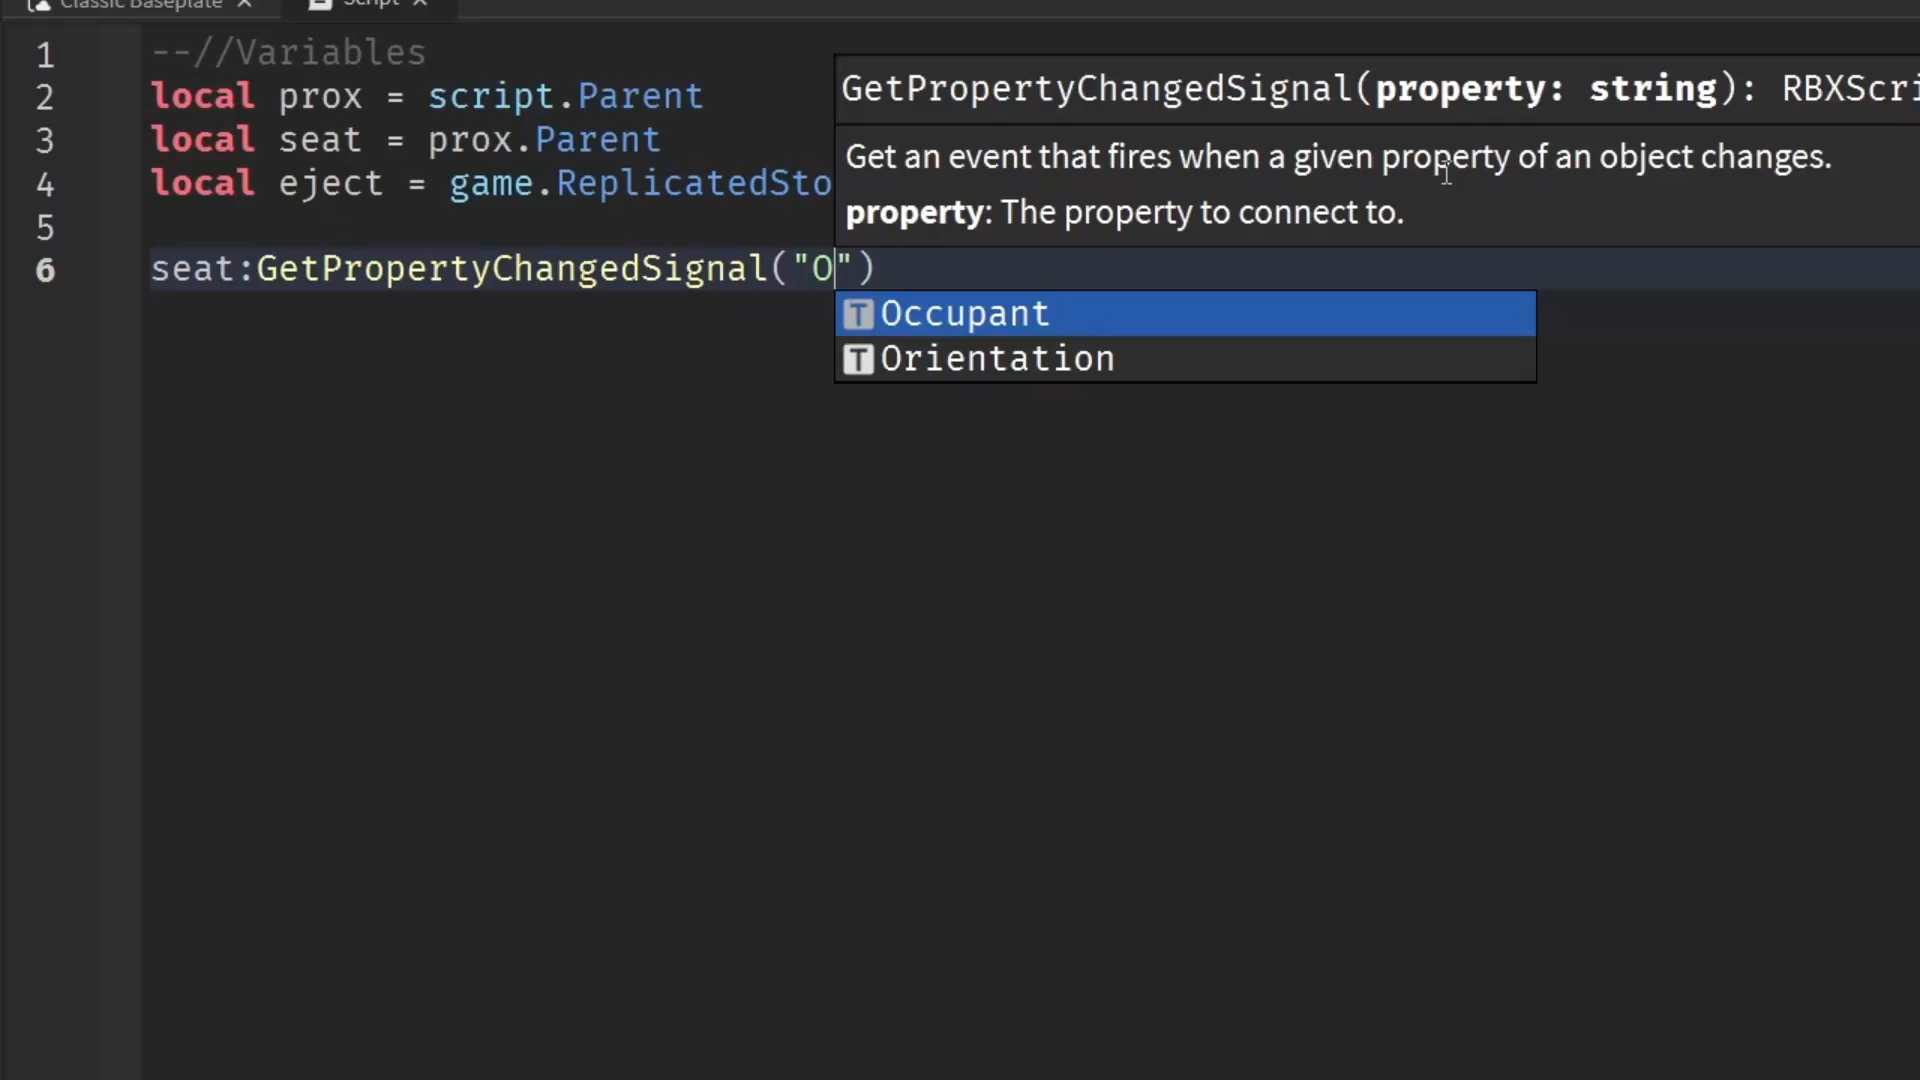 Classic Baseplate
Script
1 --//Variables
2 local prox = script.Parent
3 local seat = prox.Parent
4 local eject = game.ReplicatedSto
5
6 seat:GetPropertyChangedSignal("O")
GetPropertyChangedSignal(property: string): RBXScri
Get an event that fires when a given property of an object changes.
property: The property to connect to.
Occupant
Orientation